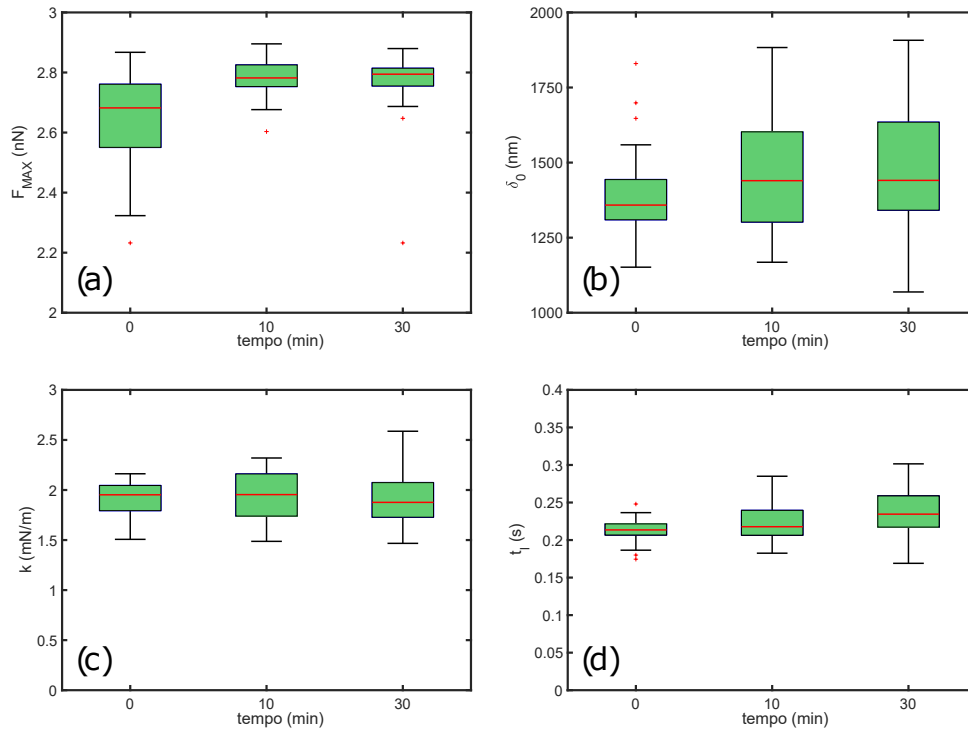 3
2.8
2.6
2.4
2.2
2
F_MAX (nN)
(a)
0 10 30
tempo (min)
2000
1750
1500
1250
1000
δ_0 (nm)
(b)
0 10 30
tempo (min)
3
2.5
2
1.5
1
0.5
0
k (mN/m)
(c)
0 10 30
tempo (min)
0.4
0.35
0.3
0.25
0.2
0.15
0.1
0.05
0
t_l (s)
(d)
0 10 30
tempo (min)